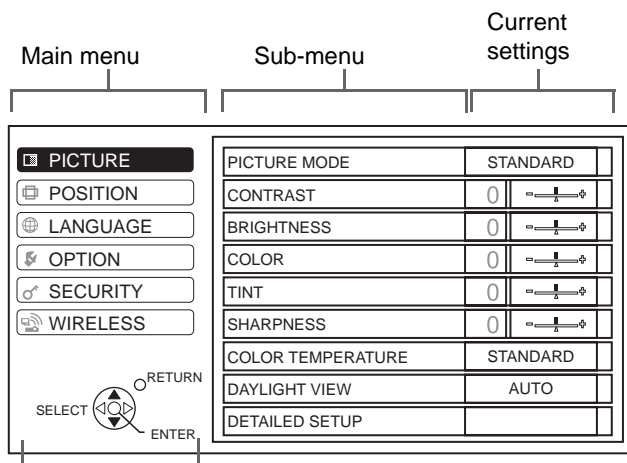 Main menu
Sub-menu
Current
settings
PICTURE
POSITION
LANGUAGE
OPTION
SECURITY
WIRELESS
RETURN
SELECT
ENTER
PICTURE MODE STANDARD
CONTRAST 0
BRIGHTNESS 0
COLOR 0
TINT 0
SHARPNESS 0
COLOR TEMPERATURE STANDARD
DAYLIGHT VIEW AUTO
DETAILED SETUP